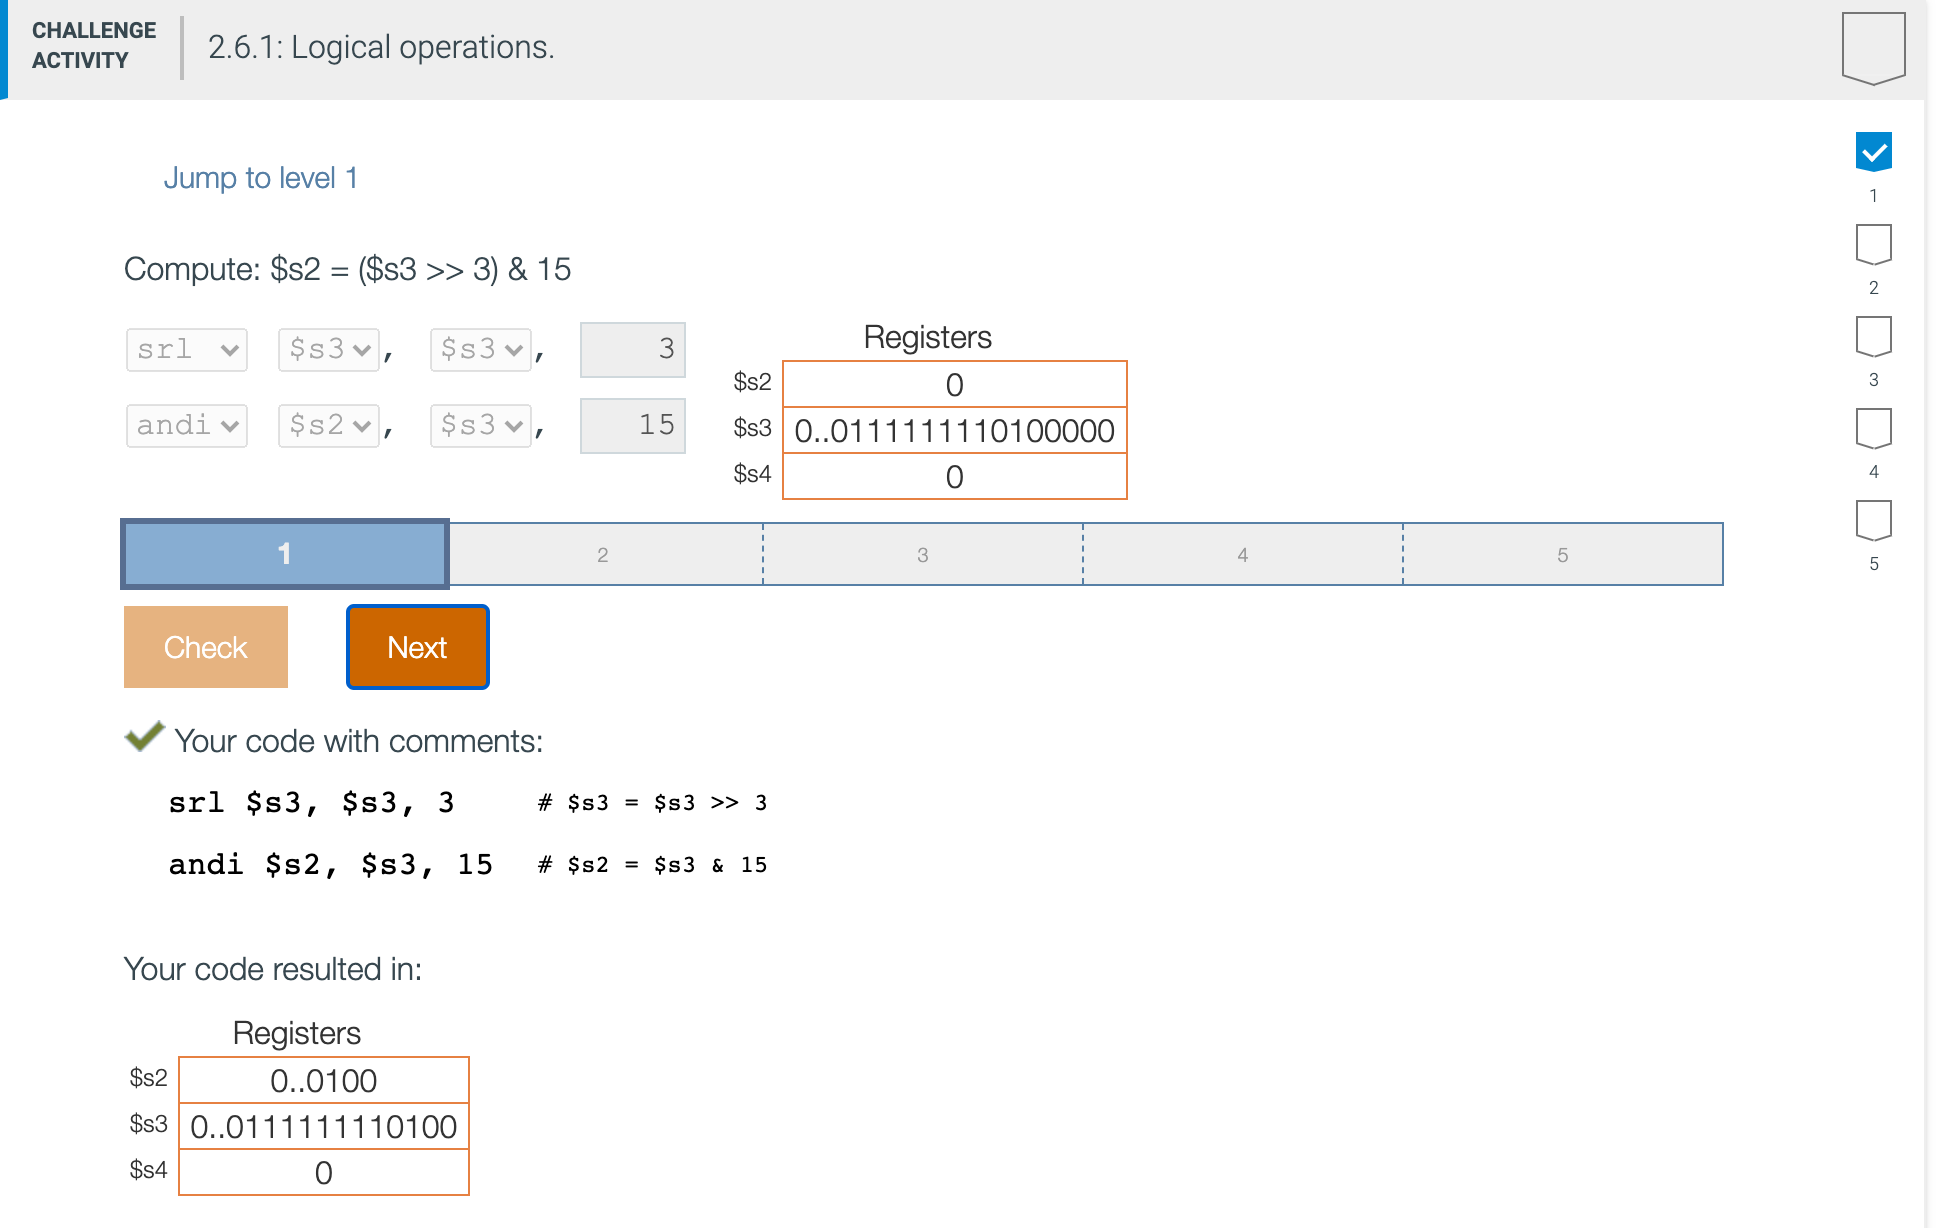 CHALLENGE
ACTIVITY
2.6.1: Logical operations.
Jump to level 1
1
2
3
4
5
Compute: $s2 = ($s3 >> 3) & 15
srl $s3, $s3, 3
andi $s2, $s3, 15
Registers
$s2 0
$s3 0..0111111110100000
$s4 0
1 2 3 4 5
Check Next
Your code with comments:
srl $s3, $s3, 3 # $s3 = $s3 >> 3
andi $s2, $s3, 15 # $s2 = $s3 & 15
Your code resulted in:
Registers
$s2 0..0100
$s3 0..0111111110100
$s4 0